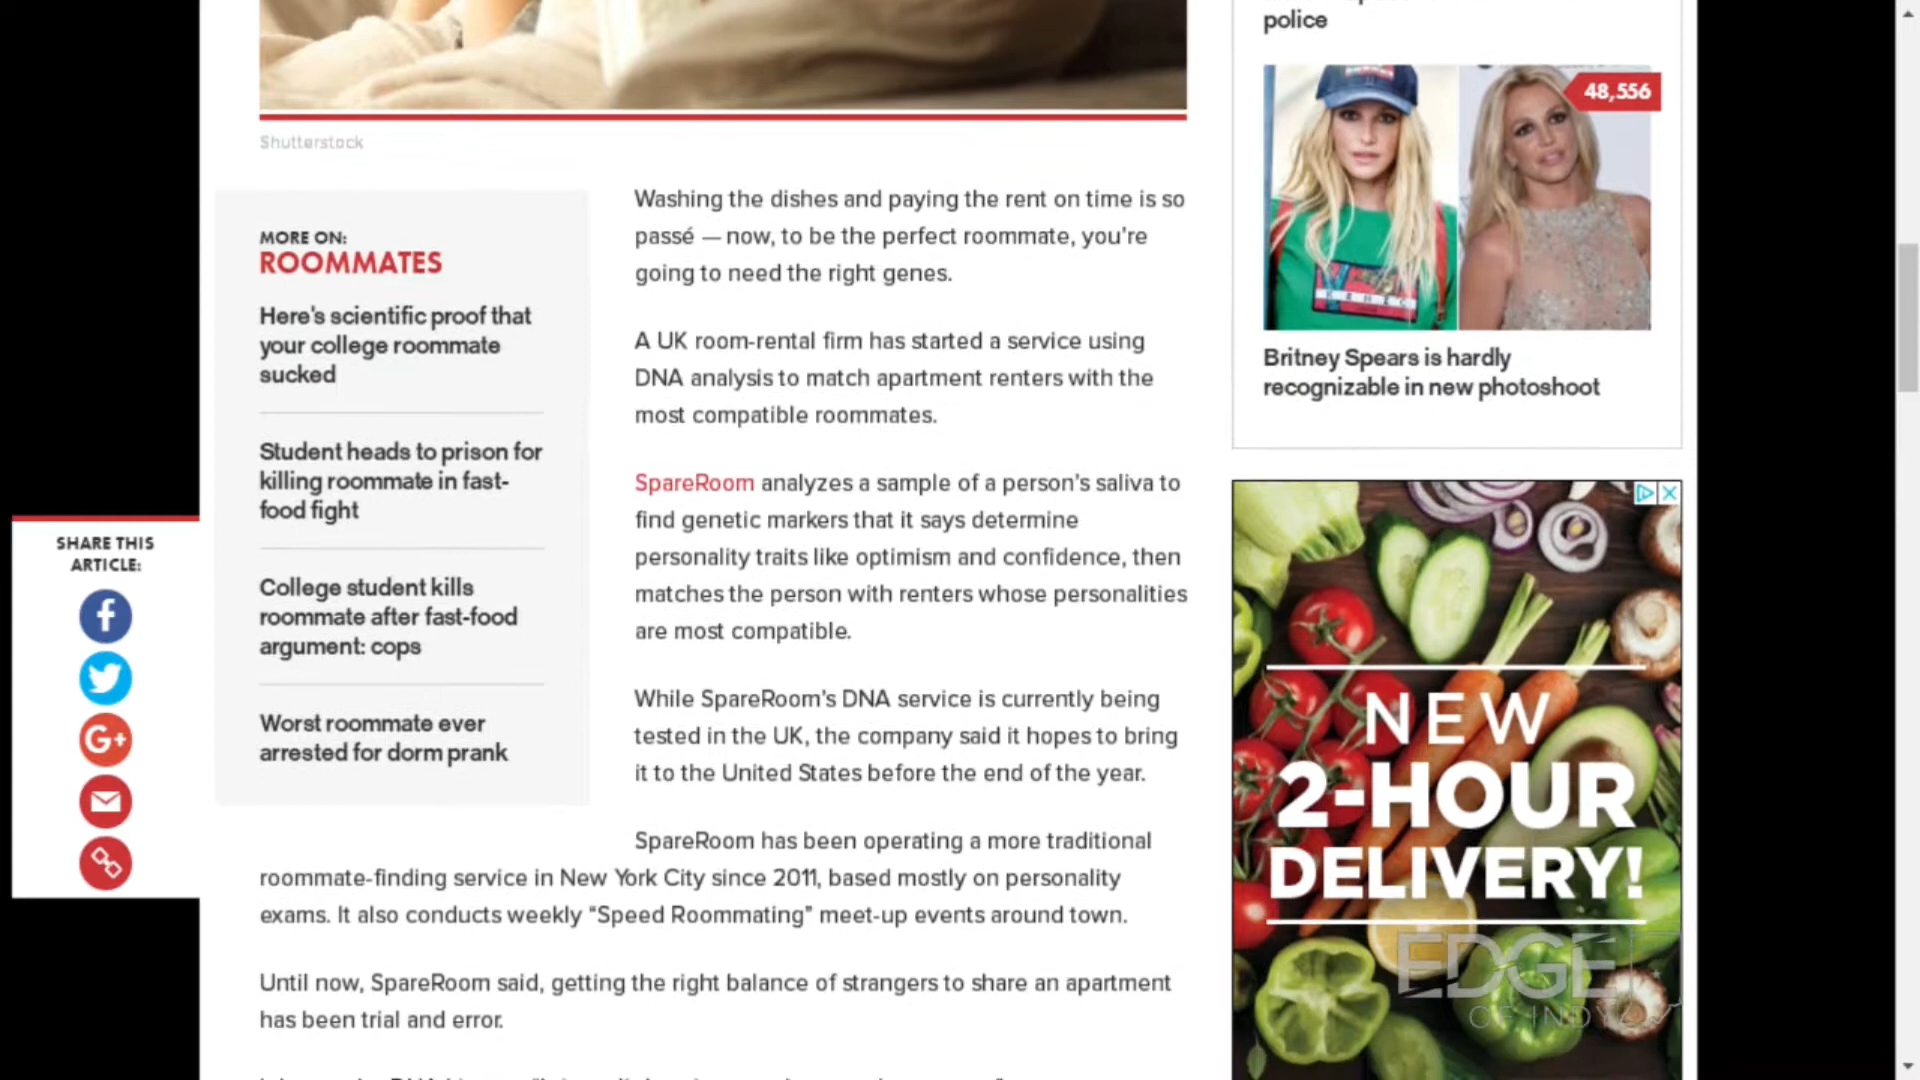 police
48,556
Britney Spears is hardly
recognizable in new photoshoot
Shutterstock
MORE ON:
ROOMMATES
Here's scientific proof that
your college roommate
sucked
Student heads to prison for
killing roommate in fast-
food fight
College student kills
roommate after fast-food
argument: cops
Worst roommate ever
arrested for dorm prank
SHARE THIS
ARTICLE:
Washing the dishes and paying the rent on time is so
passé — now, to be the perfect roommate, you're
going to need the right genes.
A UK room-rental firm has started a service using
DNA analysis to match apartment renters with the
most compatible roommates.
SpareRoom analyzes a sample of a person's saliva to
find genetic markers that it says determine
personality traits like optimism and confidence, then
matches the person with renters whose personalities
are most compatible.
While SpareRoom's DNA service is currently being
tested in the UK, the company said it hopes to bring
it to the United States before the end of the year.
SpareRoom has been operating a more traditional
roommate-finding service in New York City since 2011, based mostly on personality
exams. It also conducts weekly “Speed Roommating” meet-up events around town.
Until now, SpareRoom said, getting the right balance of strangers to share an apartment
has been trial and error.
NEW
2-HOUR
DELIVERY!
EDGE
OF INDY